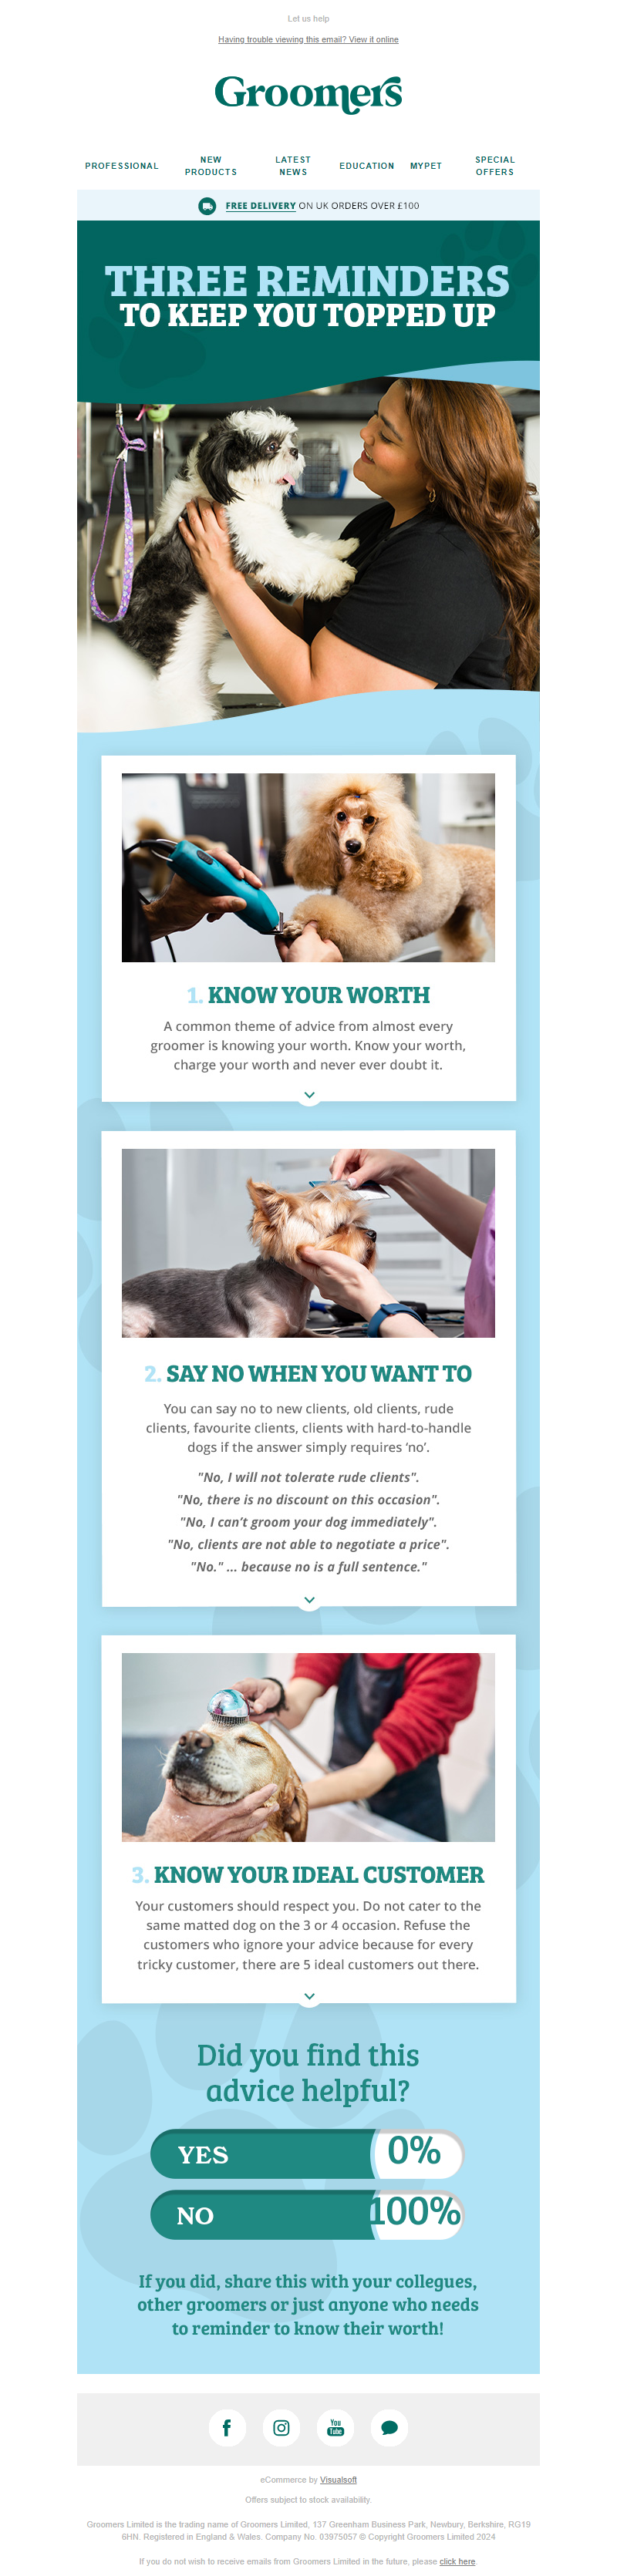 Let us help
Having trouble viewing this email? View it online
Groomers
PROFESSIONAL
NEW
PRODUCTS
LATEST
NEWS
EDUCATION
MYPET
SPECIAL
OFFERS
FREE DELIVERY ON UK ORDERS OVER £100
THREE REMINDERS
TO KEEP YOU TOPPED UP
1. KNOW YOUR WORTH
A common theme of advice from almost every
groomer is knowing your worth. Know your worth,
charge your worth and never ever doubt it.
2. SAY NO WHEN YOU WANT TO
You can say no to new clients, old clients, rude
clients, favourite clients, clients with hard-to-handle
dogs if the answer simply requires ‘no’.
"No, I will not tolerate rude clients".
"No, there is no discount on this occasion".
"No, I can’t groom your dog immediately".
"No, clients are not able to negotiate a price".
"No." ... because no is a full sentence."
3. KNOW YOUR IDEAL CUSTOMER
Your customers should respect you. Do not cater to the
same matted dog on the 3 or 4 occasion. Refuse the
customers who ignore your advice because for every
tricky customer, there are 5 ideal customers out there.
Did you find this
advice helpful?
YES 0%
NO 100%
If you did, share this with your collegues,
other groomers or just anyone who needs
to reminder to know their worth!
You
Tube
eCommerce by Visualsoft
Offers subject to stock availability.
Groomers Limited is the trading name of Groomers Limited, 137 Greenham Business Park, Newbury, Berkshire, RG19
6HN. Registered in England & Wales. Company No. 03975057 © Copyright Groomers Limited 2024
If you do not wish to receive emails from Groomers Limited in the future, please click here.